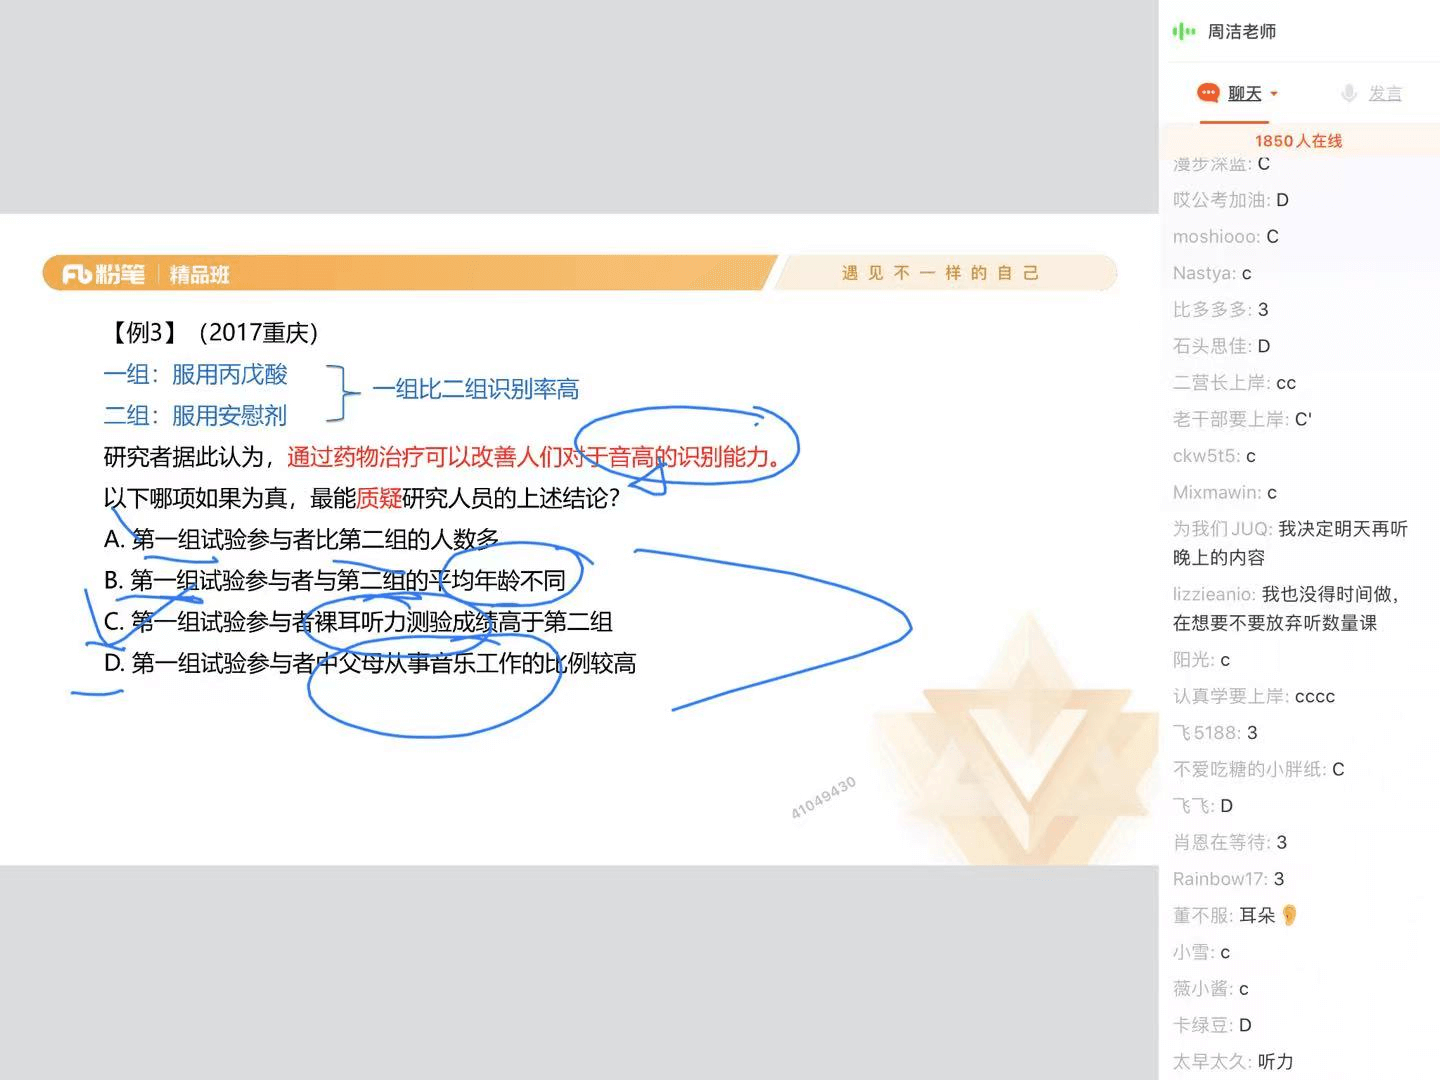 周洁老师
聊天
发言
1850人在线
漫步深蓝: C
哎公考加油: D
moshiooo: C
Nastya: c
比多多多: 3
石头思佳: D
二营长上岸: cc
老干部要上岸: C'
ckw5t5: c
Mixmawin: c
为我们JUQ: 我决定明天再听
晚上的内容
lizzieanio: 我也没得时间做，
在想要不要放弃听数量课
阳光: c
认真学要上岸: cccc
飞5188: 3
不爱吃糖的小胖纸: C
飞飞: D
肖恩在等待: 3
Rainbow17: 3
董不服: 耳朵👂
小雪: c
薇小酱: c
卡绿豆: D
太早太久: 听力
Fb粉笔 精品班
遇见不一样的自己
【例3】（2017重庆）
一组：服用丙戊酸
二组：服用安慰剂
一组比二组识别率高
研究者据此认为，通过药物治疗可以改善人们对于音高的识别能力。
以下哪项如果为真，最能质疑研究人员的上述结论？
A. 第一组试验参与者比第二组的人数多
B. 第一组试验参与者与第二组的平均年龄不同
C. 第一组试验参与者裸耳听力测验成绩高于第二组
D. 第一组试验参与者中父母从事音乐工作的比例较高
41049430